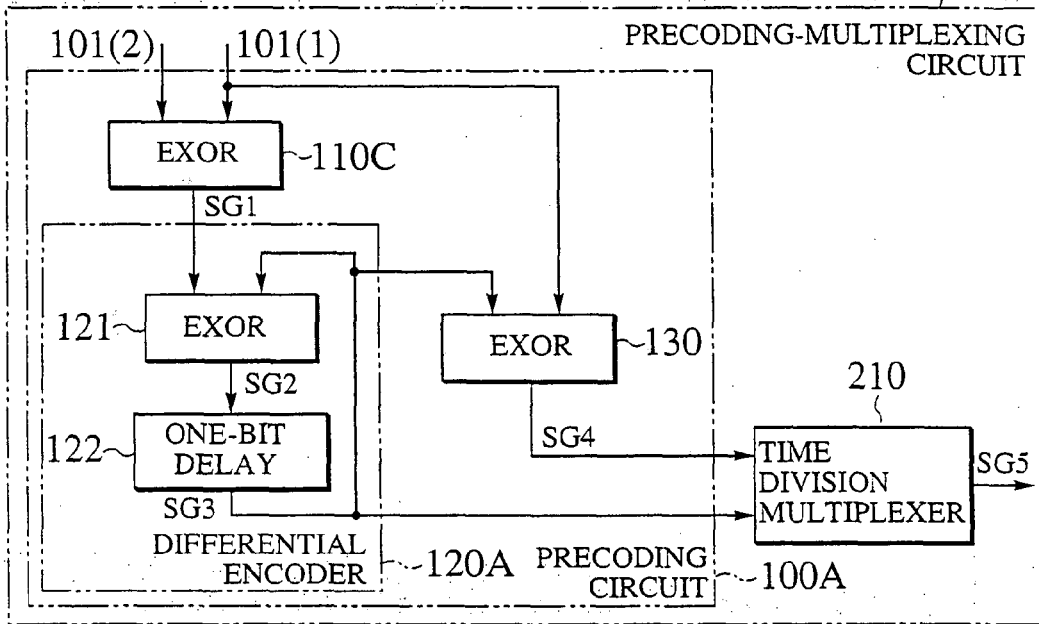 PRECODING-MULTIPLEXING
CIRCUIT
101(2) 101(1)
EXOR
110C
SG1
121
EXOR
EXOR
130
SG2
210
122
ONE-BIT
DELAY
SG4
TIME
DIVISION
MULTIPLEXER
SG5
SG3
DIFFERENTIAL
ENCODER
120A
PRECODING
CIRCUIT
100A